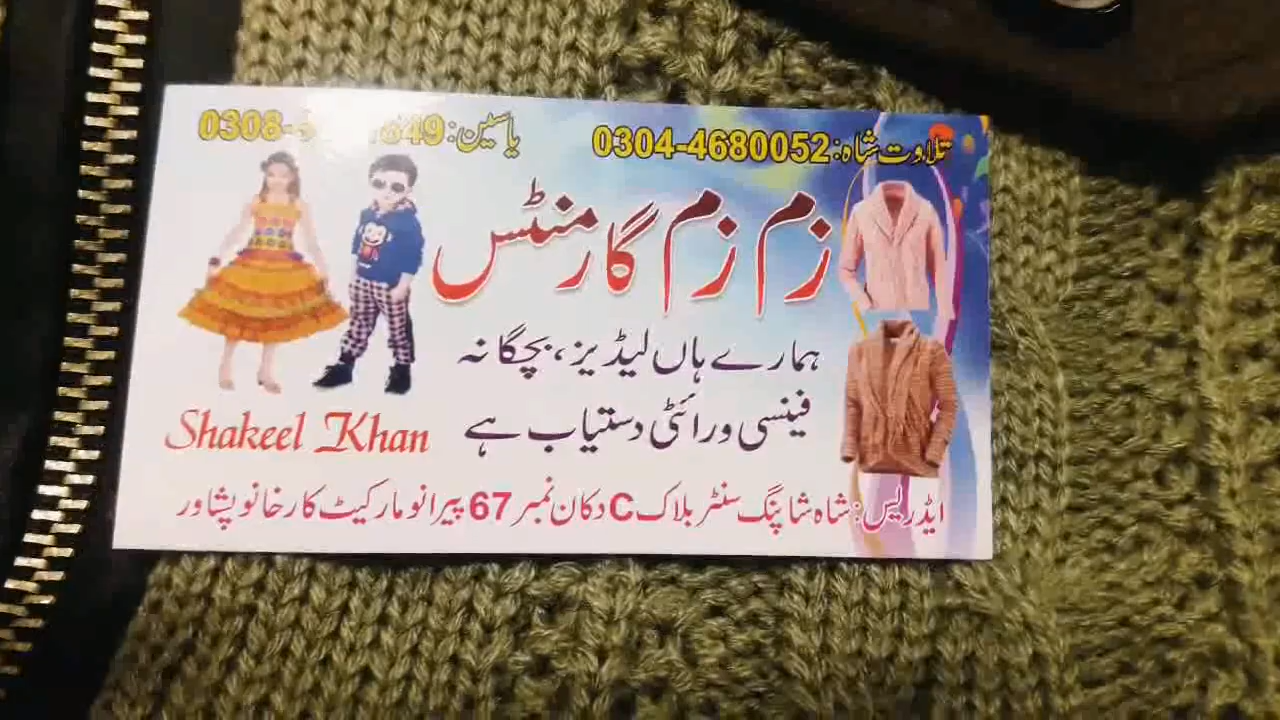 تلاوت شاہ: 0304-4680052
یاسین:
زم زم گارمنٹس
ہمارے ہاں لیڈیز، بچگانہ
فینسی ورائٹی دستیاب ہے
Shakeel Khan
ایڈریس: شاہ شاپنگ سنٹر بلاک C دکان نمبر 67 پیرانو مارکیٹ کارخانو پشاور